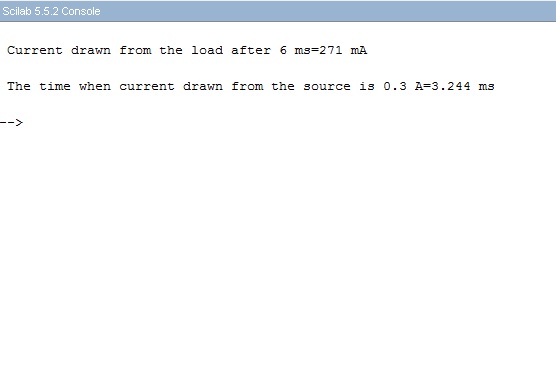 Scilab 5.5.2 Console
Current drawn from the load after 6 ms=271 mA
The time when current drawn from the source is 0.3 A=3.244 ms
-->